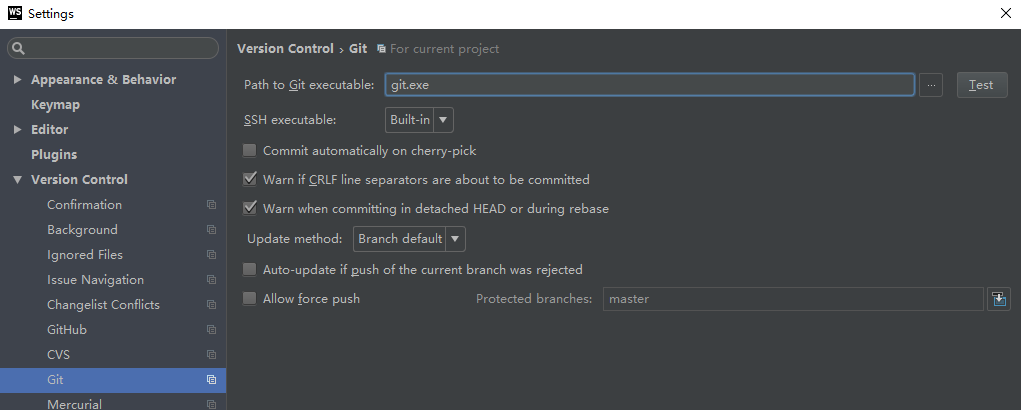 WS Settings
Version Control › Git For current project
Appearance & Behavior
Keymap
Editor
Plugins
Version Control
Confirmation
Background
Ignored Files
Issue Navigation
Changelist Conflicts
GitHub
CVS
Git
Mercurial
Path to Git executable: git.exe ... Test
SSH executable: Built-in
Commit automatically on cherry-pick
Warn if CRLF line separators are about to be committed
Warn when committing in detached HEAD or during rebase
Update method: Branch default
Auto-update if push of the current branch was rejected
Allow force push Protected branches: master